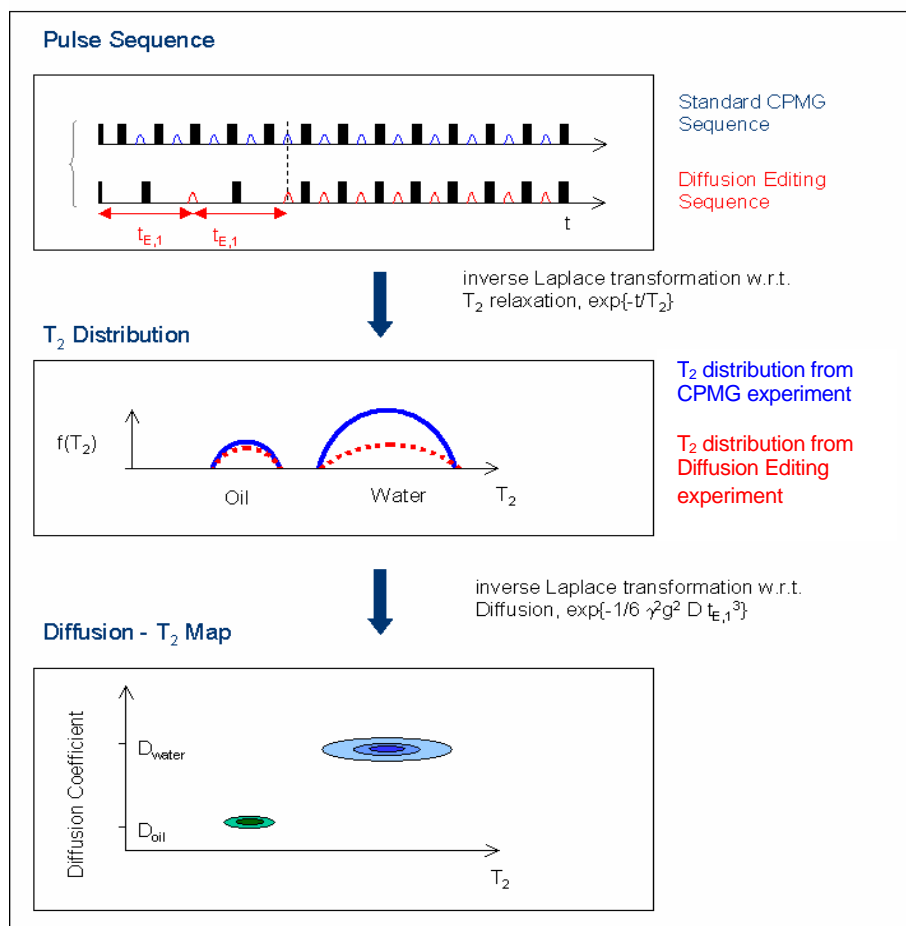 Pulse Sequence
Standard CPMG
Sequence
Diffusion Editing
Sequence
t
tE,1
tE,1
inverse Laplace transformation w.r.t.
T2 relaxation, exp{-t/T2}
T2 Distribution
T2 distribution from
CPMG experiment
f(T2)
T2 distribution from
Diffusion Editing
experiment
Oil
Water
T2
inverse Laplace transformation w.r.t.
Diffusion, exp{-1/6 γ²g² D tE,1³}
Diffusion - T2 Map
Diffusion Coefficient
Dwater
Doil
T2